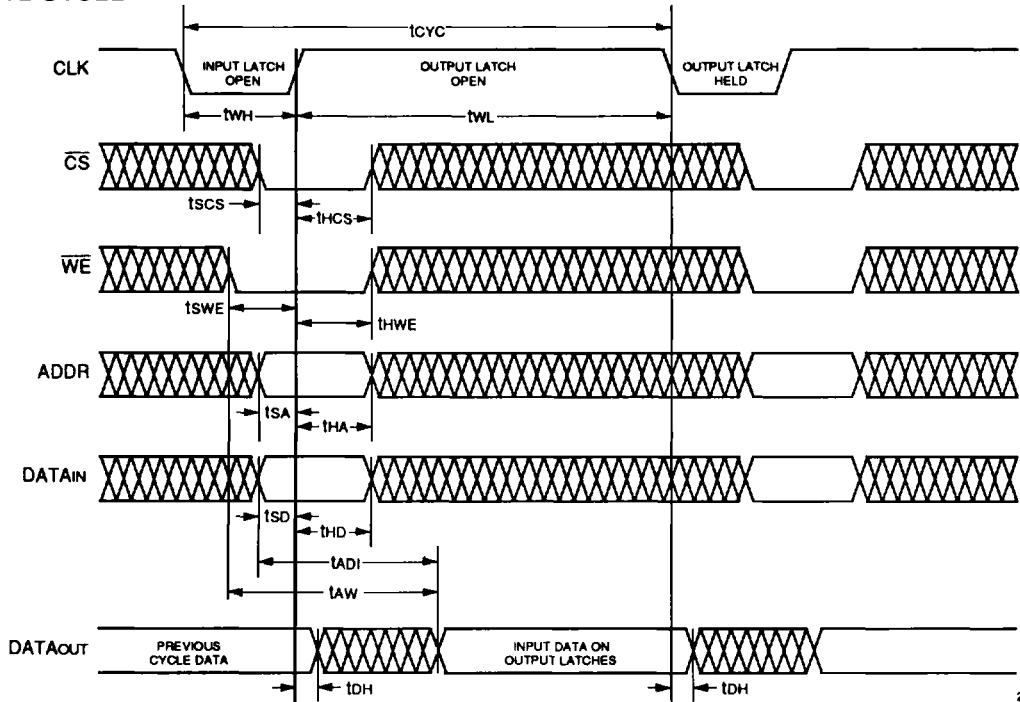 tCYC
CLK
INPUT LATCH
OPEN
OUTPUT LATCH
OPEN
OUTPUT LATCH
HELD
tWH
tWL
CS
tSCS
tHCS
WE
tSWE
tHWE
ADDR
tSA
tHA
DATAIN
tSD
tHD
tADI
tAW
DATAOUT
PREVIOUS
CYCLE DATA
INPUT DATA ON
OUTPUT LATCHES
tDH
tDH